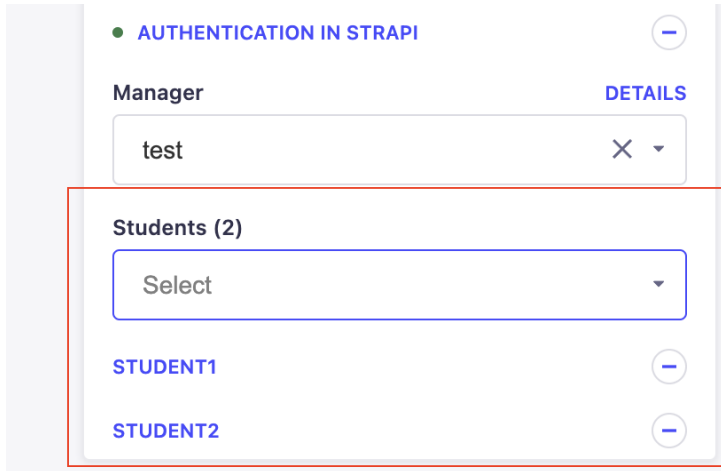 AUTHENTICATION IN STRAPI
Manager DETAILS
test
Students (2)
Select
STUDENT1
STUDENT2